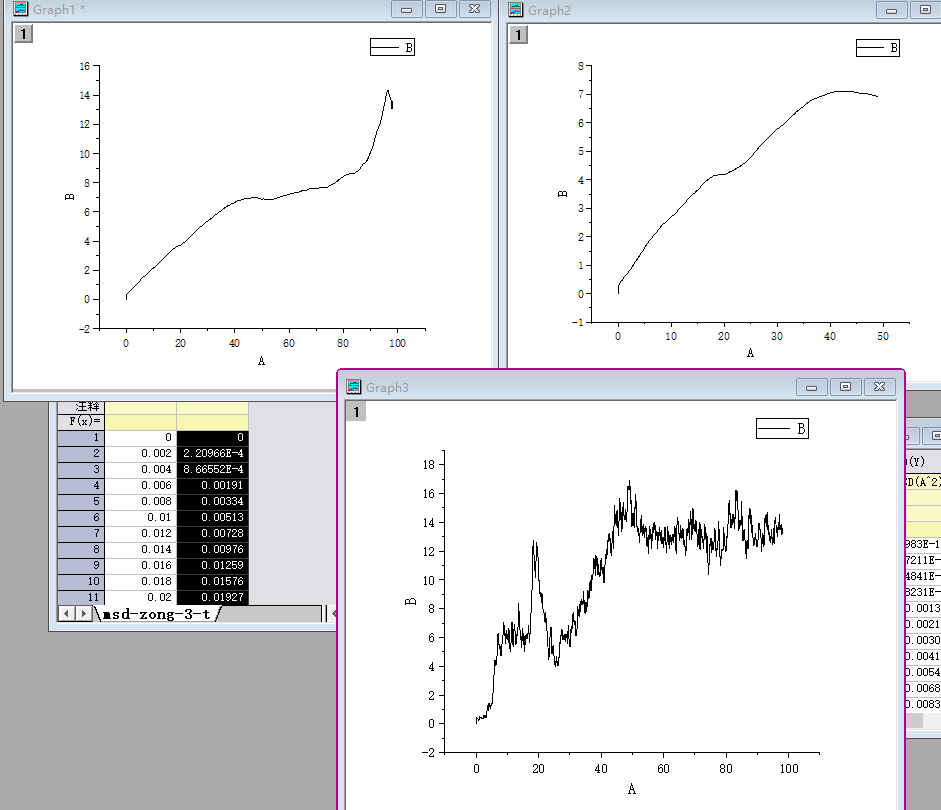 Graph1 *
1
B
16
14
12
10
8
6
4
2
0
-2
B
0
20
40
60
80
100
A
Graph2
1
B
8
7
6
5
4
3
2
1
0
-1
B
0
10
20
30
40
50
A
注释
F(x)=
1 0 0
2 0.002 2.20966E-4
3 0.004 8.66552E-4
4 0.006 0.00191
5 0.008 0.00334
6 0.01 0.00513
7 0.012 0.00728
8 0.014 0.00976
9 0.016 0.01259
10 0.018 0.01576
11 0.02 0.01927
msd-zong-3-t
Graph3
1
B
18
16
14
12
10
8
6
4
2
0
-2
B
0
20
40
60
80
100
A
(Y)
D(A^2)
983E-1
7211E-
4841E-
8231E-
0.0013
0.0021
0.0030
0.0041
0.0054
0.0068
0.0083